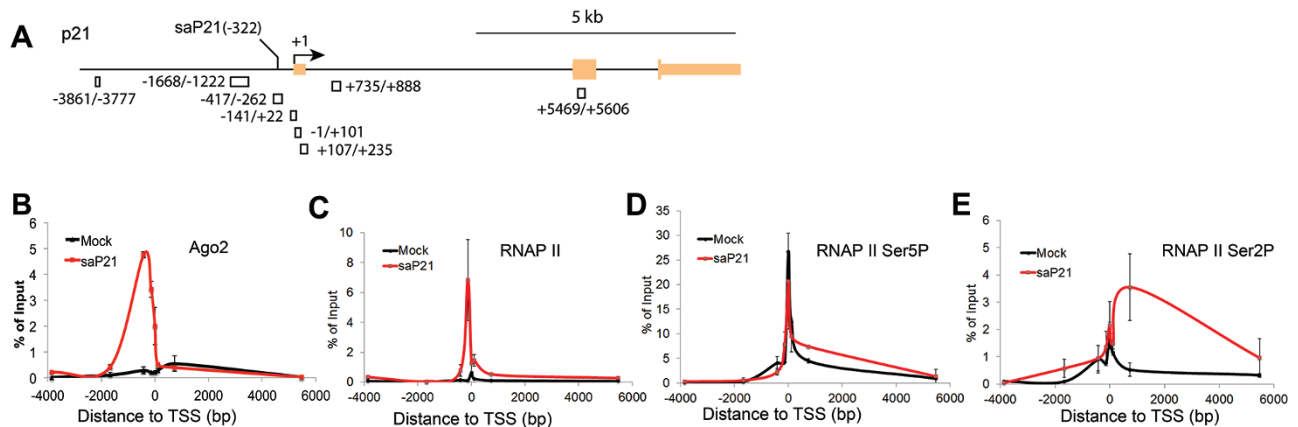 A
p21
saP21(-322)
+1
5 kb
-3861/-3777
-1668/-1222
-417/-262
-141/+22
-1/+101
+107/+235
+735/+888
+5469/+5606
B
Ago2
Mock
saP21
% of Input
6
5
4
3
2
1
0
-4000 -2000 0 2000 4000 6000
Distance to TSS (bp)
C
RNAP II
Mock
saP21
% of Input
10
8
6
4
2
0
-4000 -2000 0 2000 4000 6000
Distance to TSS (bp)
D
RNAP II Ser5P
Mock
saP21
% of Input
35
30
25
20
15
10
5
0
-4000 -2000 0 2000 4000 6000
Distance to TSS (bp)
E
RNAP II Ser2P
Mock
saP21
% of Input
6
5
4
3
2
1
0
-4000 -2000 0 2000 4000 6000
Distance to TSS (bp)